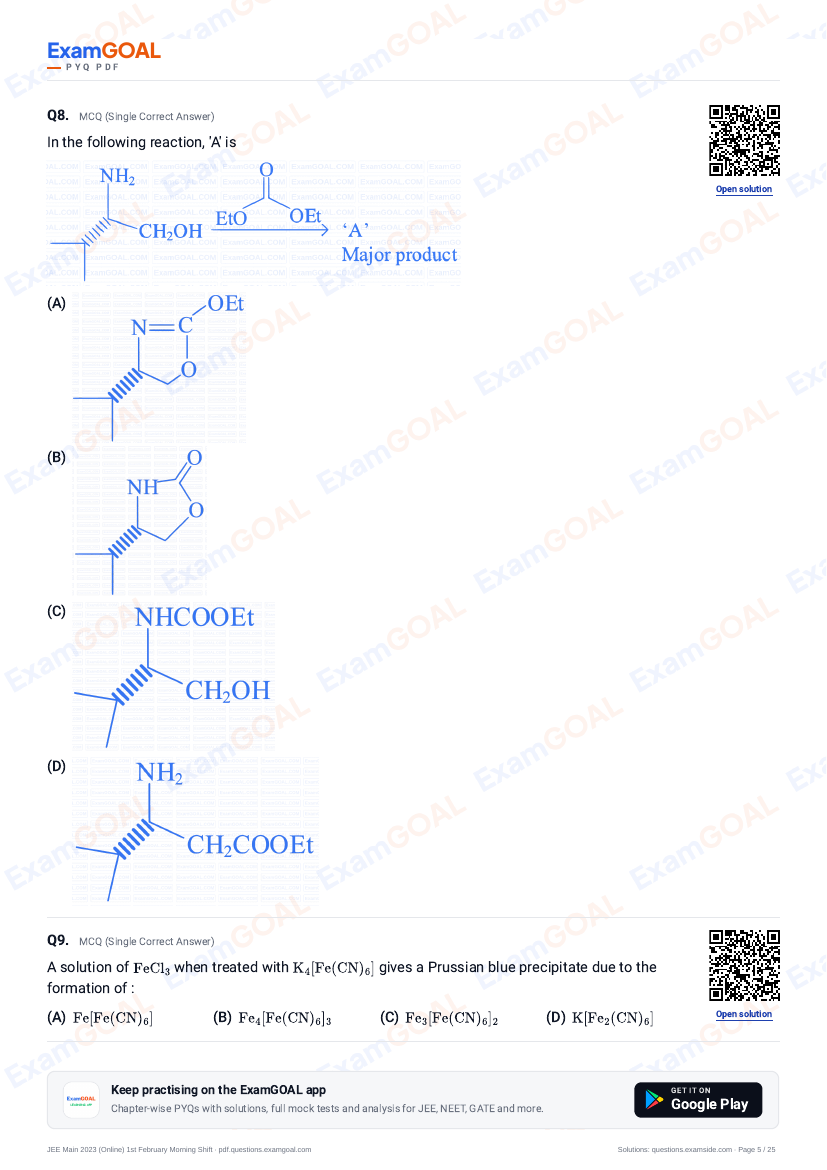 ExamGOAL
PYQ PDF
Q8. MCQ (Single Correct Answer)
In the following reaction, 'A' is
Open solution
NH₂
CH₂OH
O
EtO
OEt
'A'
Major product
(A)
OEt
N
C
O
(B)
O
NH
O
(C)
NHCOOEt
CH₂OH
(D)
NH₂
CH₂COOEt
Q9. MCQ (Single Correct Answer)
A solution of FeCl₃ when treated with K₄[Fe(CN)₆] gives a Prussian blue precipitate due to the
formation of :
(A) Fe[Fe(CN)₆] (B) Fe₄[Fe(CN)₆]₃ (C) Fe₃[Fe(CN)₆]₂ (D) K[Fe₂(CN)₆]
Open solution
ExamGOAL
Keep practising on the ExamGOAL app
Chapter-wise PYQs with solutions, full mock tests and analysis for JEE, NEET, GATE and more.
GET IT ON
Google Play
JEE Main 2023 (Online) 1st February Morning Shift · pdf.questions.examgoal.com
Solutions: questions.examside.com · Page 5 / 25